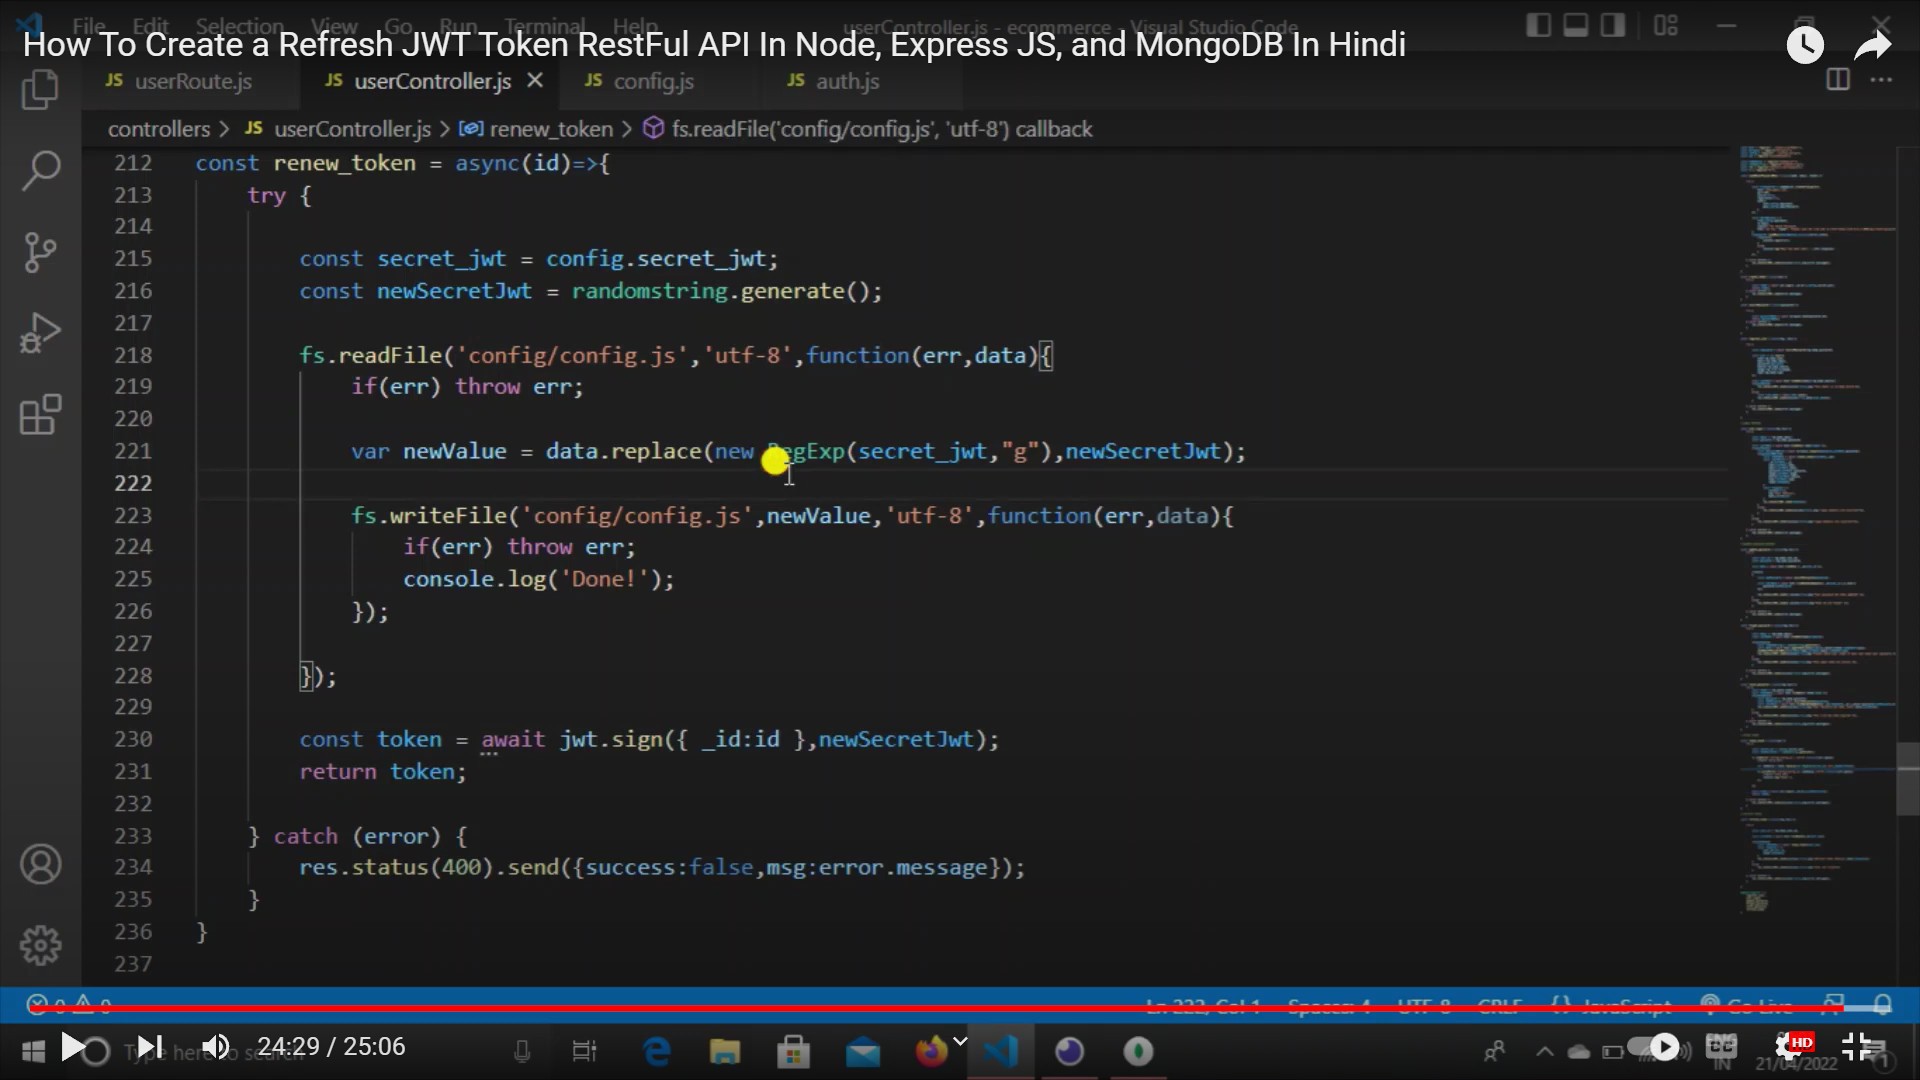 File Edit Selection View Go Run Terminal Help userController.js - ecommerce - Visual Studio Code
How To Create a Refresh JWT Token RestFul API In Node, Express JS, and MongoDB In Hindi
JS userRoute.js JS userController.js JS config.js JS auth.js
controllers > JS userController.js > renew_token > fs.readFile('config/config.js', 'utf-8') callback
212 const renew_token = async(id)=>{
213 try {
214
215 const secret_jwt = config.secret_jwt;
216 const newSecretJwt = randomstring.generate();
217
218 fs.readFile('config/config.js','utf-8',function(err,data){
219 if(err) throw err;
220
221 var newValue = data.replace(new RegExp(secret_jwt,"g"),newSecretJwt);
222
223 fs.writeFile('config/config.js',newValue,'utf-8',function(err,data){
224 if(err) throw err;
225 console.log('Done!');
226 });
227
228 });
229
230 const token = await jwt.sign({ _id:id },newSecretJwt);
231 return token;
232
233 } catch (error) {
234 res.status(400).send({success:false,msg:error.message});
235 }
236 }
237
0 0 Ln 222, Col 1 Spaces: 4 UTF-8 CRLF {} JavaScript Go Live
Type here to search 24:29 / 25:06 ENG HD
IN 21/04/2022 1